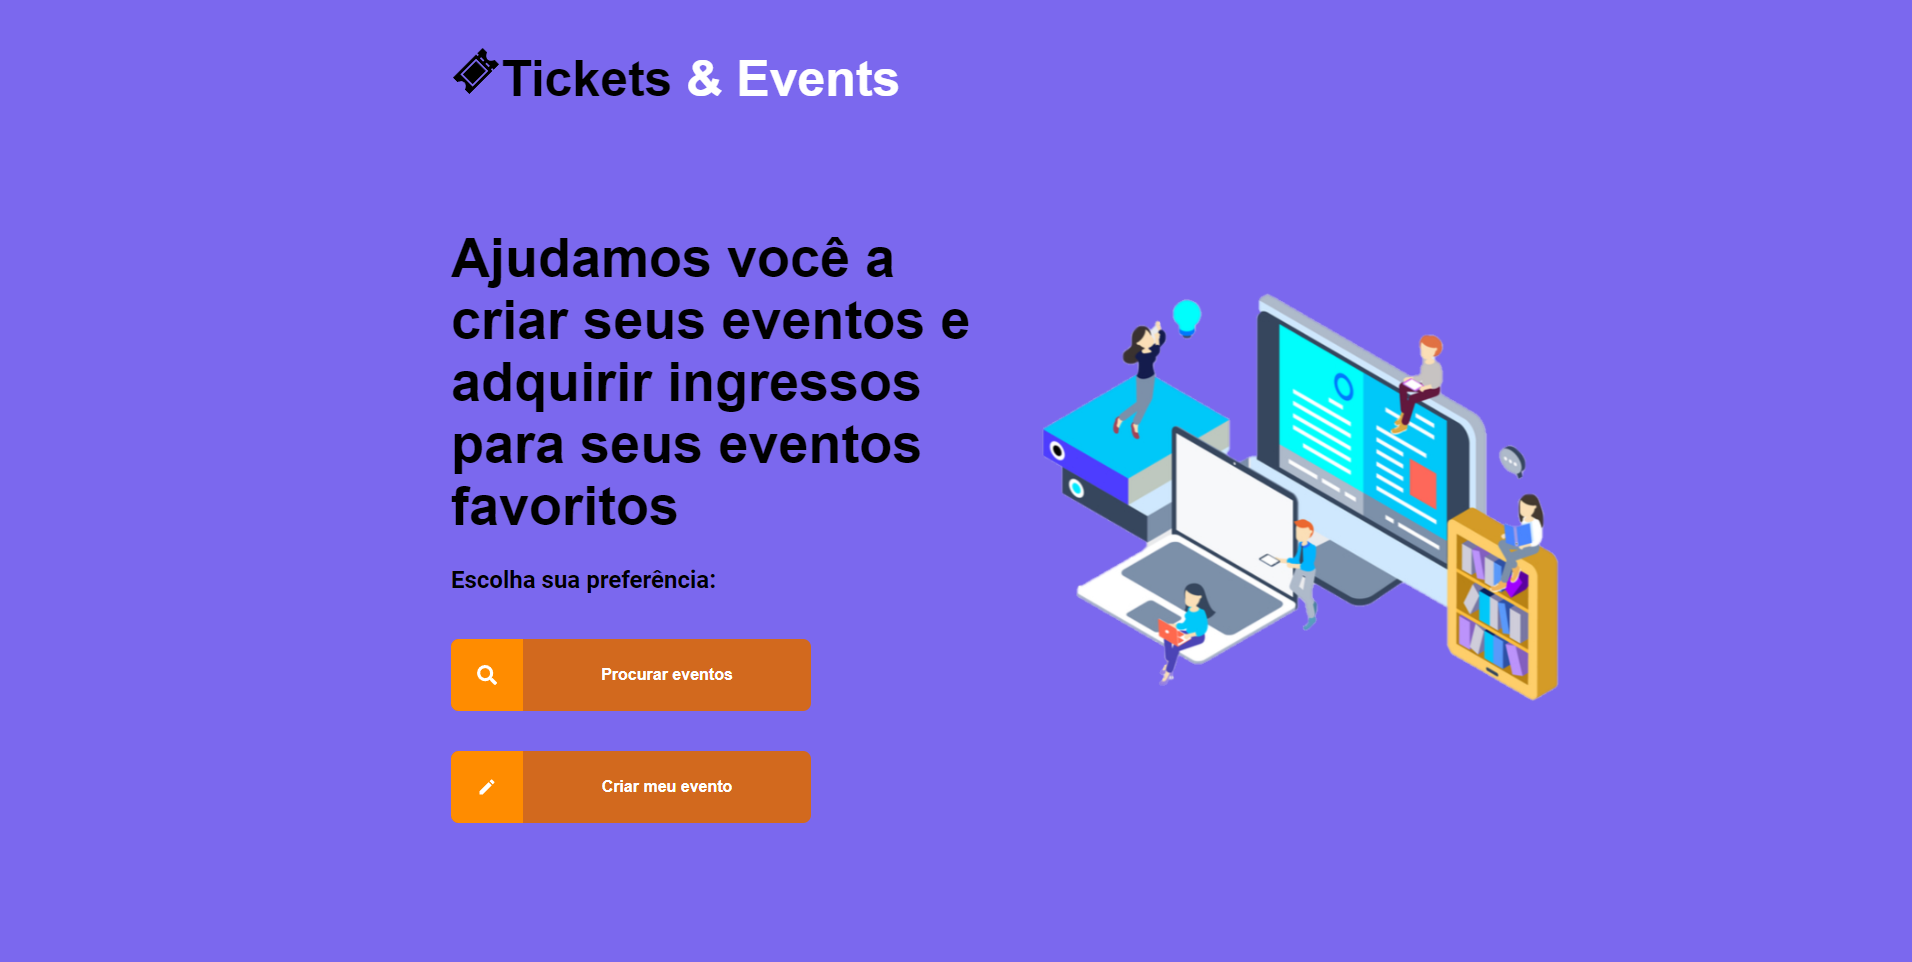 Tickets & Events
Ajudamos você a
criar seus eventos e
adquirir ingressos
para seus eventos
favoritos
Escolha sua preferência:
Procurar eventos
Criar meu evento